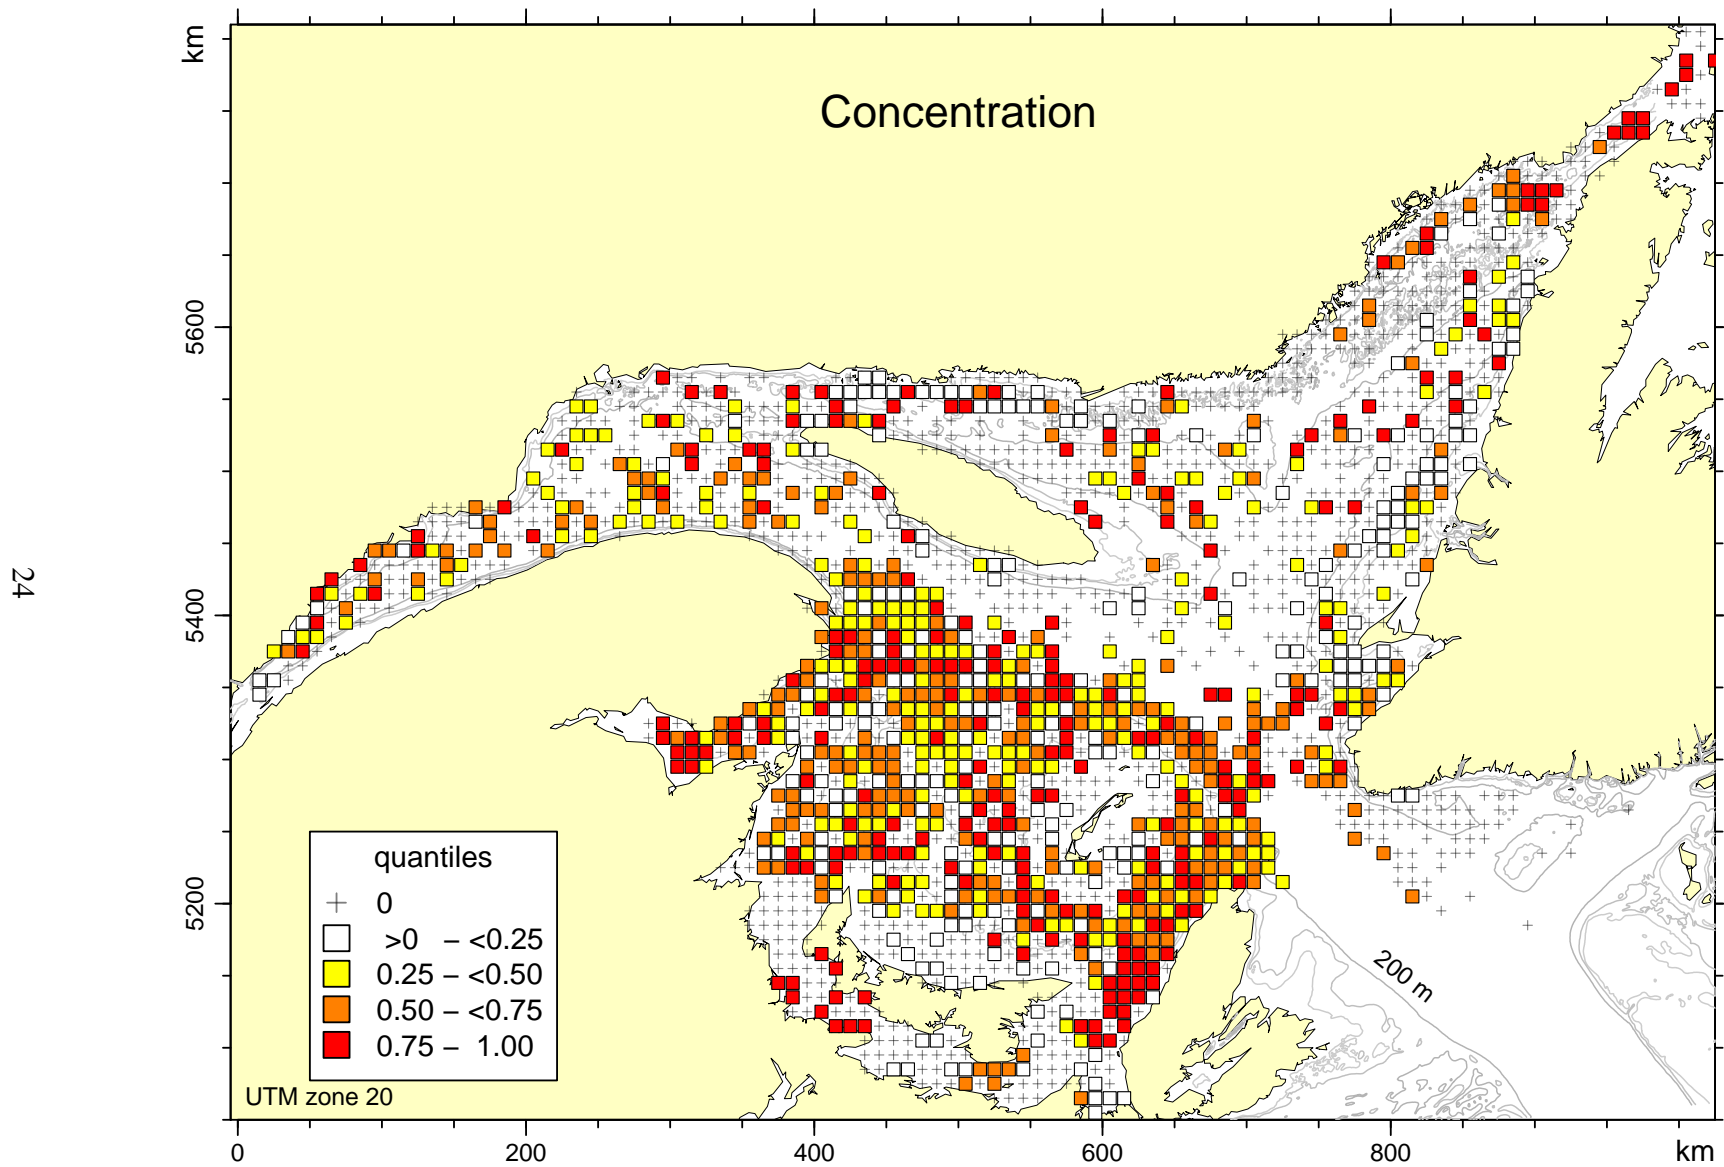 km
Concentration
5600
5400
5200
quantiles
0
>0 – <0.25
0.25 – <0.50
0.50 – <0.75
0.75 – 1.00
UTM zone 20
200 m
0 200 400 600 800 km
24